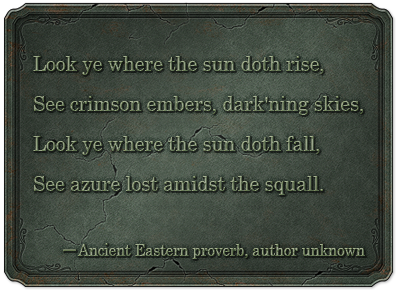 Look ye where the sun doth rise,
See crimson embers, dark'ning skies,
Look ye where the sun doth fall,
See azure lost amidst the squall.
—Ancient Eastern proverb, author unknown